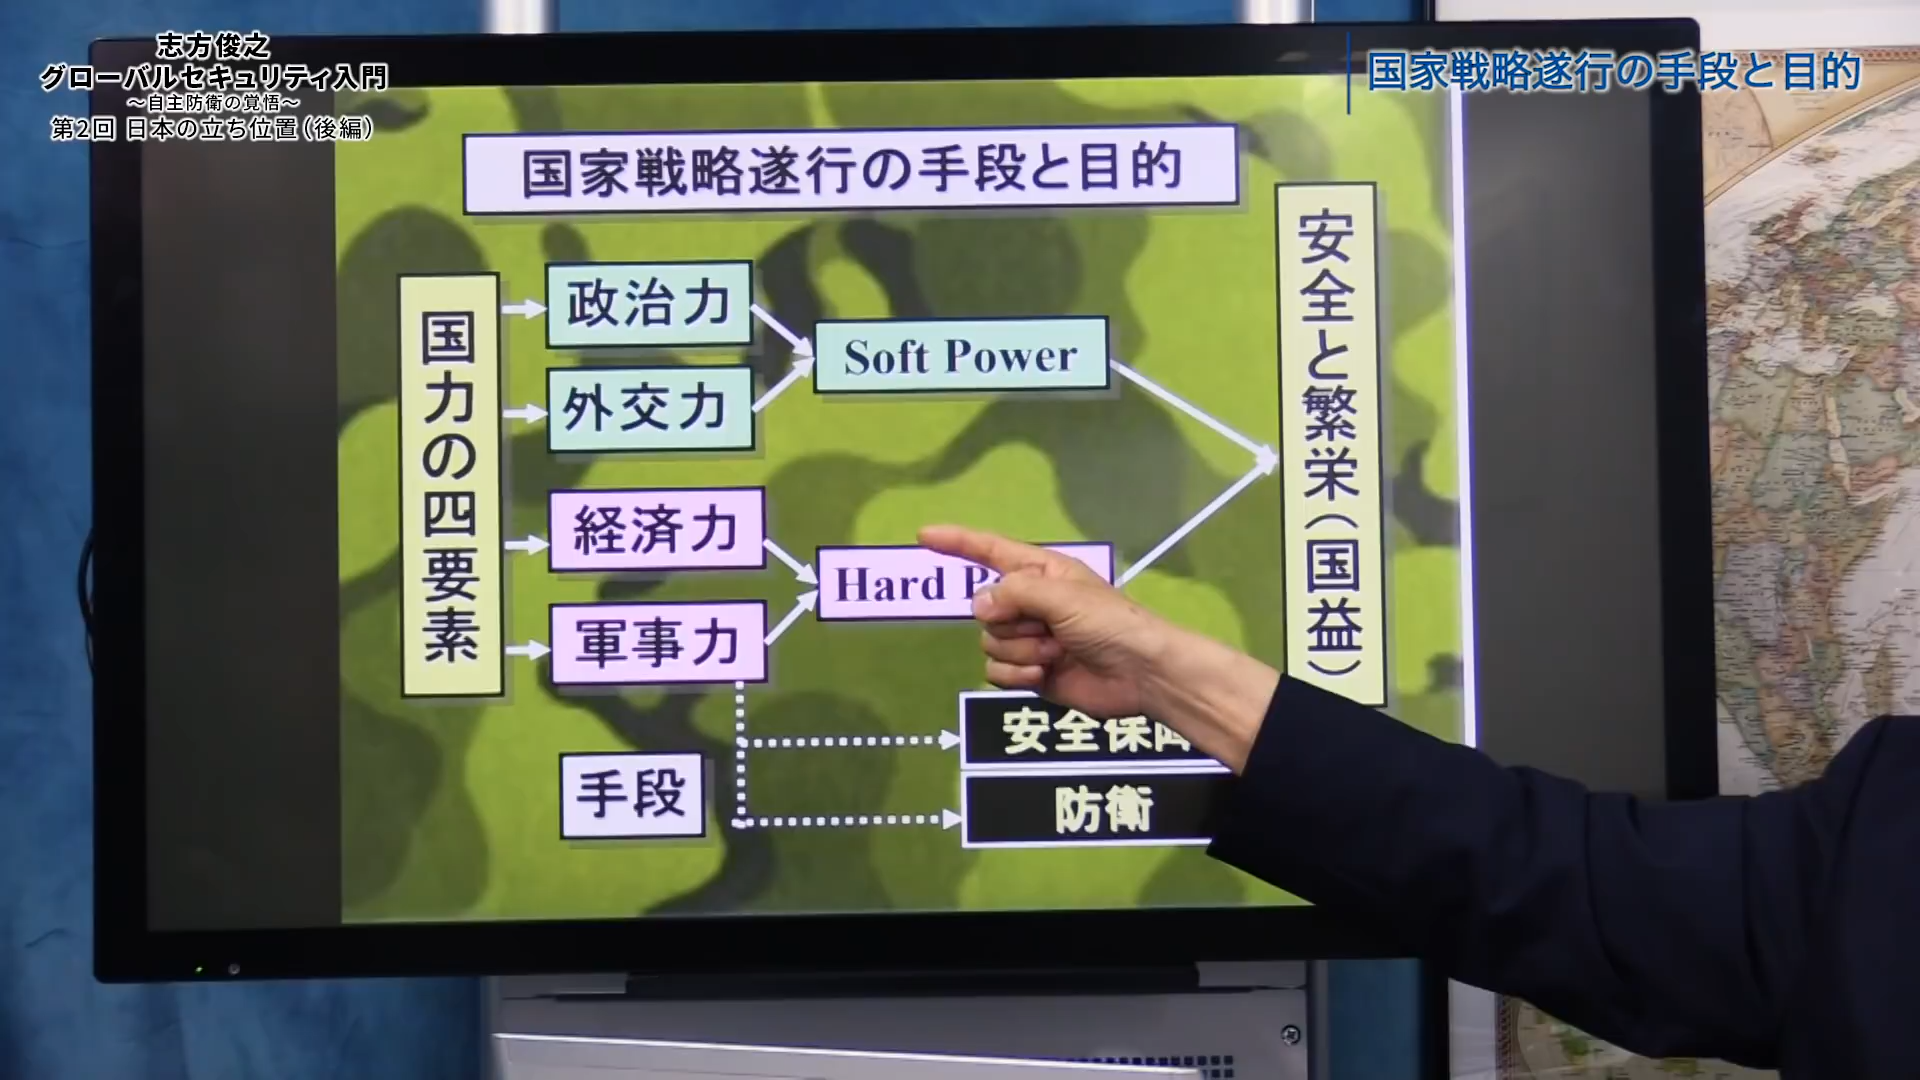 志方俊之
グローバルセキュリティ入門
～自主防衛の覚悟～
第2回 日本の立ち位置（後編）
国家戦略遂行の手段と目的
国家戦略遂行の手段と目的
国力の四要素
政治力
外交力
経済力
軍事力
Soft Power
Hard
安全と繁栄（国益）
手段
安全保障
防衛